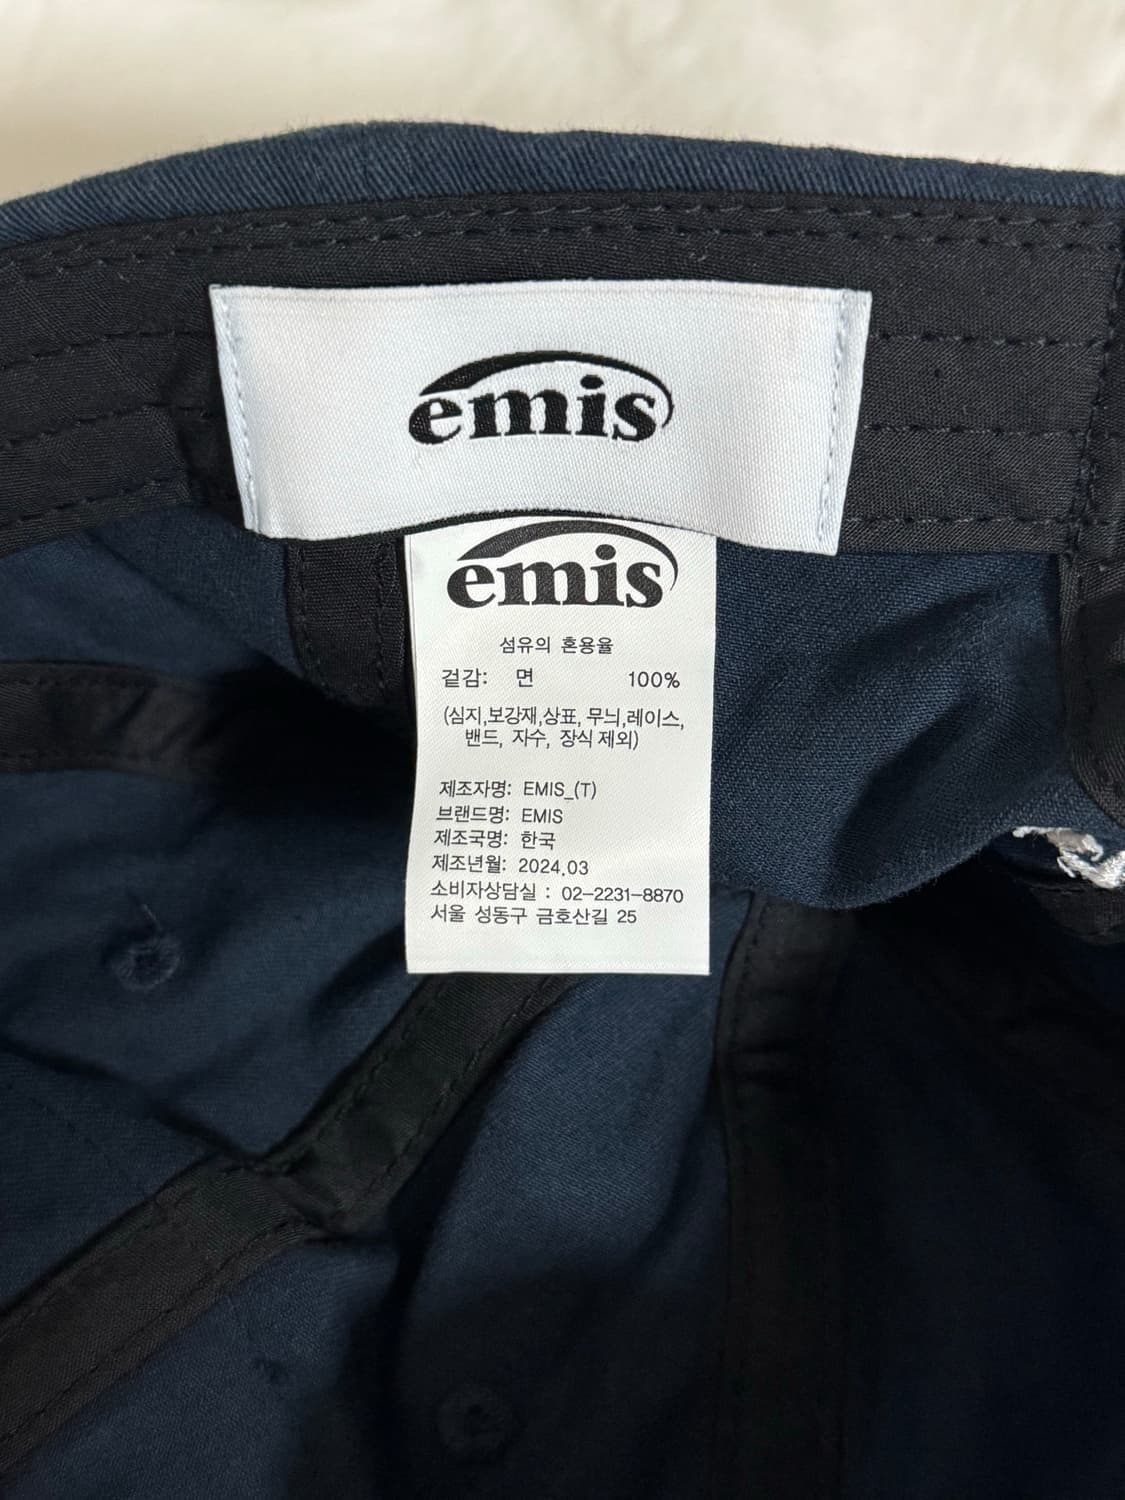 emis
emis
섬유의 혼용율
겉감: 면 100%
(심지,보강재,상표, 무늬,레이스,
밴드, 자수, 장식 제외)
제조자명: EMIS_(T)
브랜드명: EMIS
제조국명: 한국
제조년월: 2024.03
소비자상담실 : 02-2231-8870
서울 성동구 금호산길 25